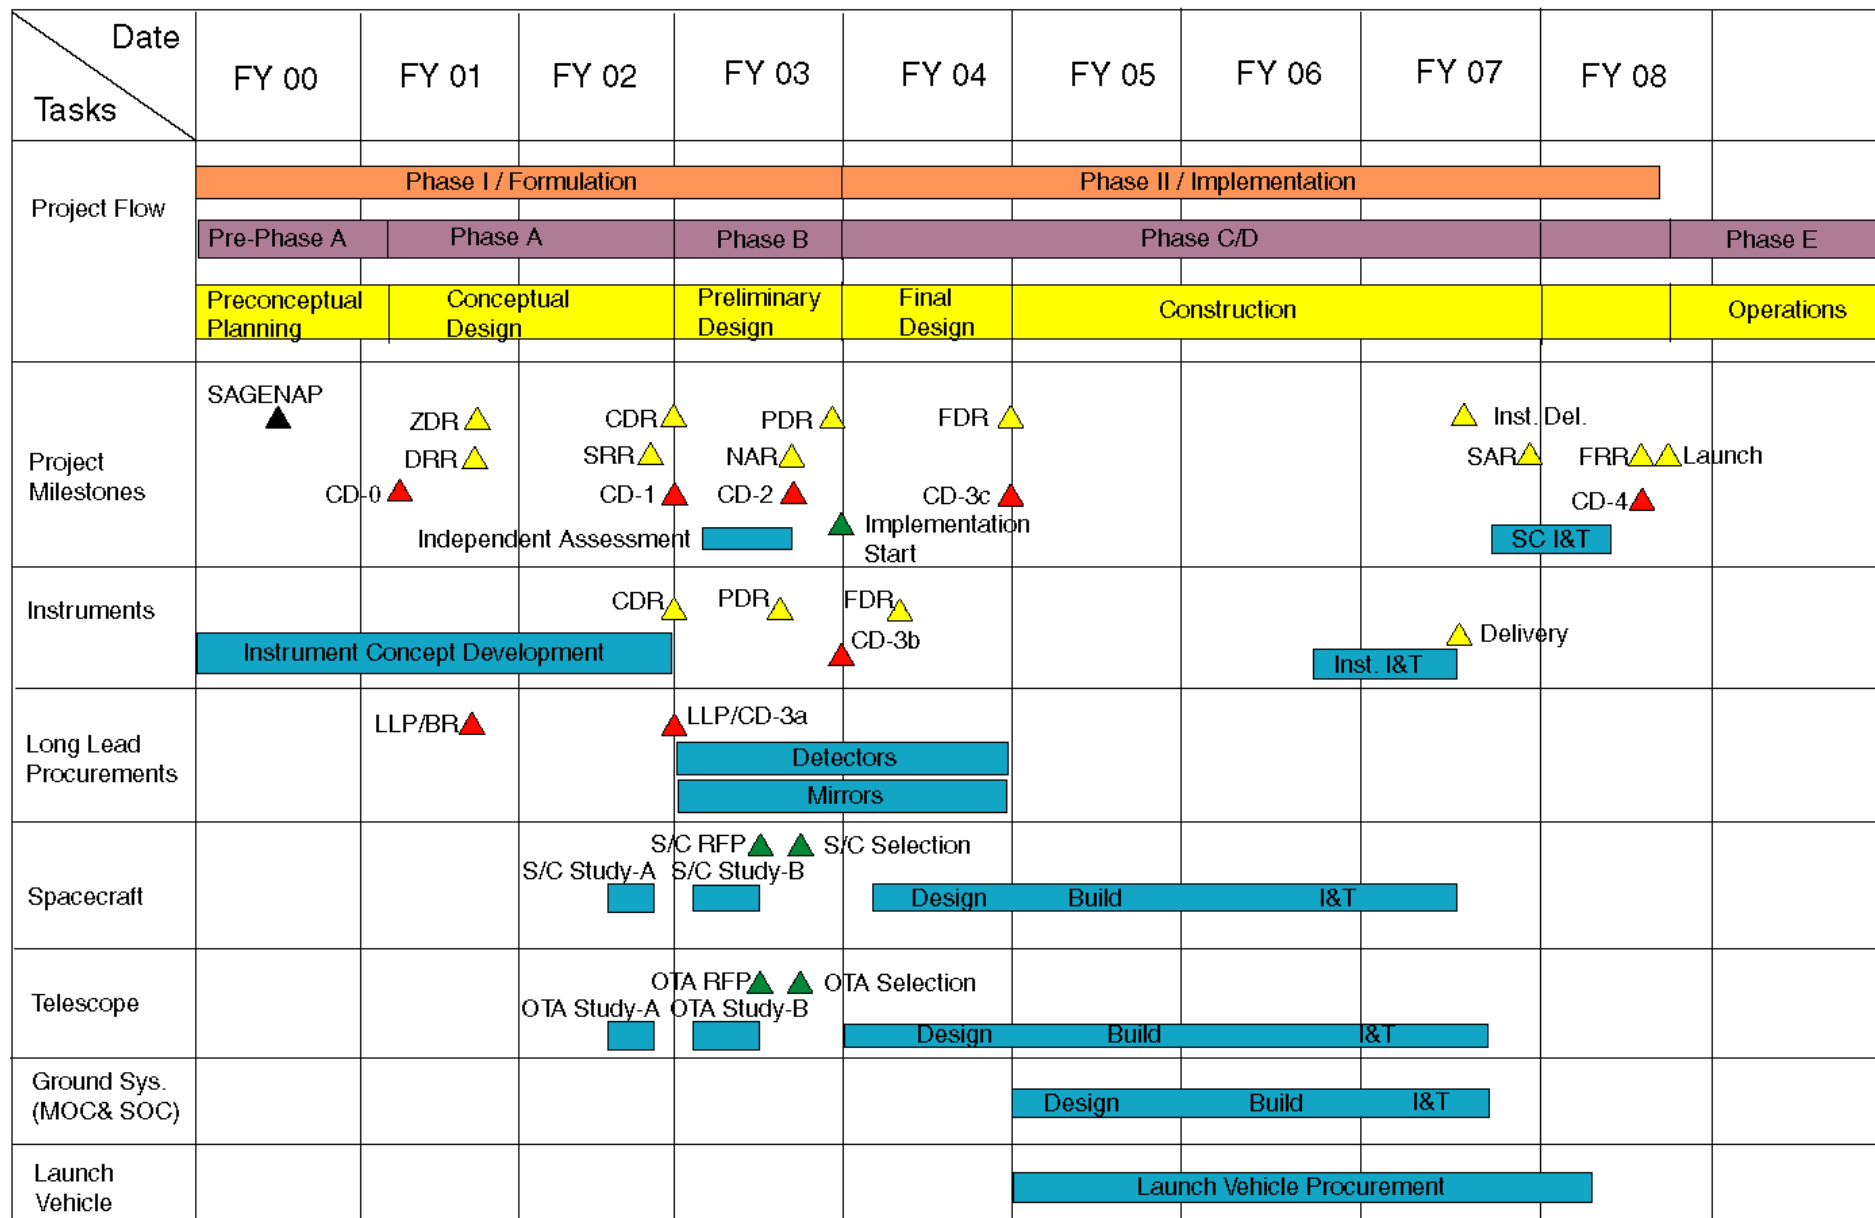 Date
Tasks
FY 00
FY 01
FY 02
FY 03
FY 04
FY 05
FY 06
FY 07
FY 08
Project Flow
Phase I / Formulation
Phase II / Implementation
Pre-Phase A
Phase A
Phase B
Phase C/D
Phase E
Preconceptual
Planning
Conceptual
Design
Preliminary
Design
Final
Design
Construction
Operations
Project
Milestones
SAGENAP
ZDR
CDR
PDR
FDR
Inst. Del.
DRR
SRR
NAR
SAR
FRR
Launch
CD-0
CD-1
CD-2
CD-3c
CD-4
Independent Assessment
Implementation
Start
SC I&T
Instruments
CDR
PDR
FDR
CD-3b
Delivery
Instrument Concept Development
Inst. I&T
Long Lead
Procurements
LLP/BR
LLP/CD-3a
Detectors
Mirrors
Spacecraft
S/C RFP
S/C Selection
S/C Study-A
S/C Study-B
Design
Build
I&T
Telescope
OTA RFP
OTA Selection
OTA Study-A
OTA Study-B
Design
Build
I&T
Ground Sys.
(MOC& SOC)
Design
Build
I&T
Launch
Vehicle
Launch Vehicle Procurement